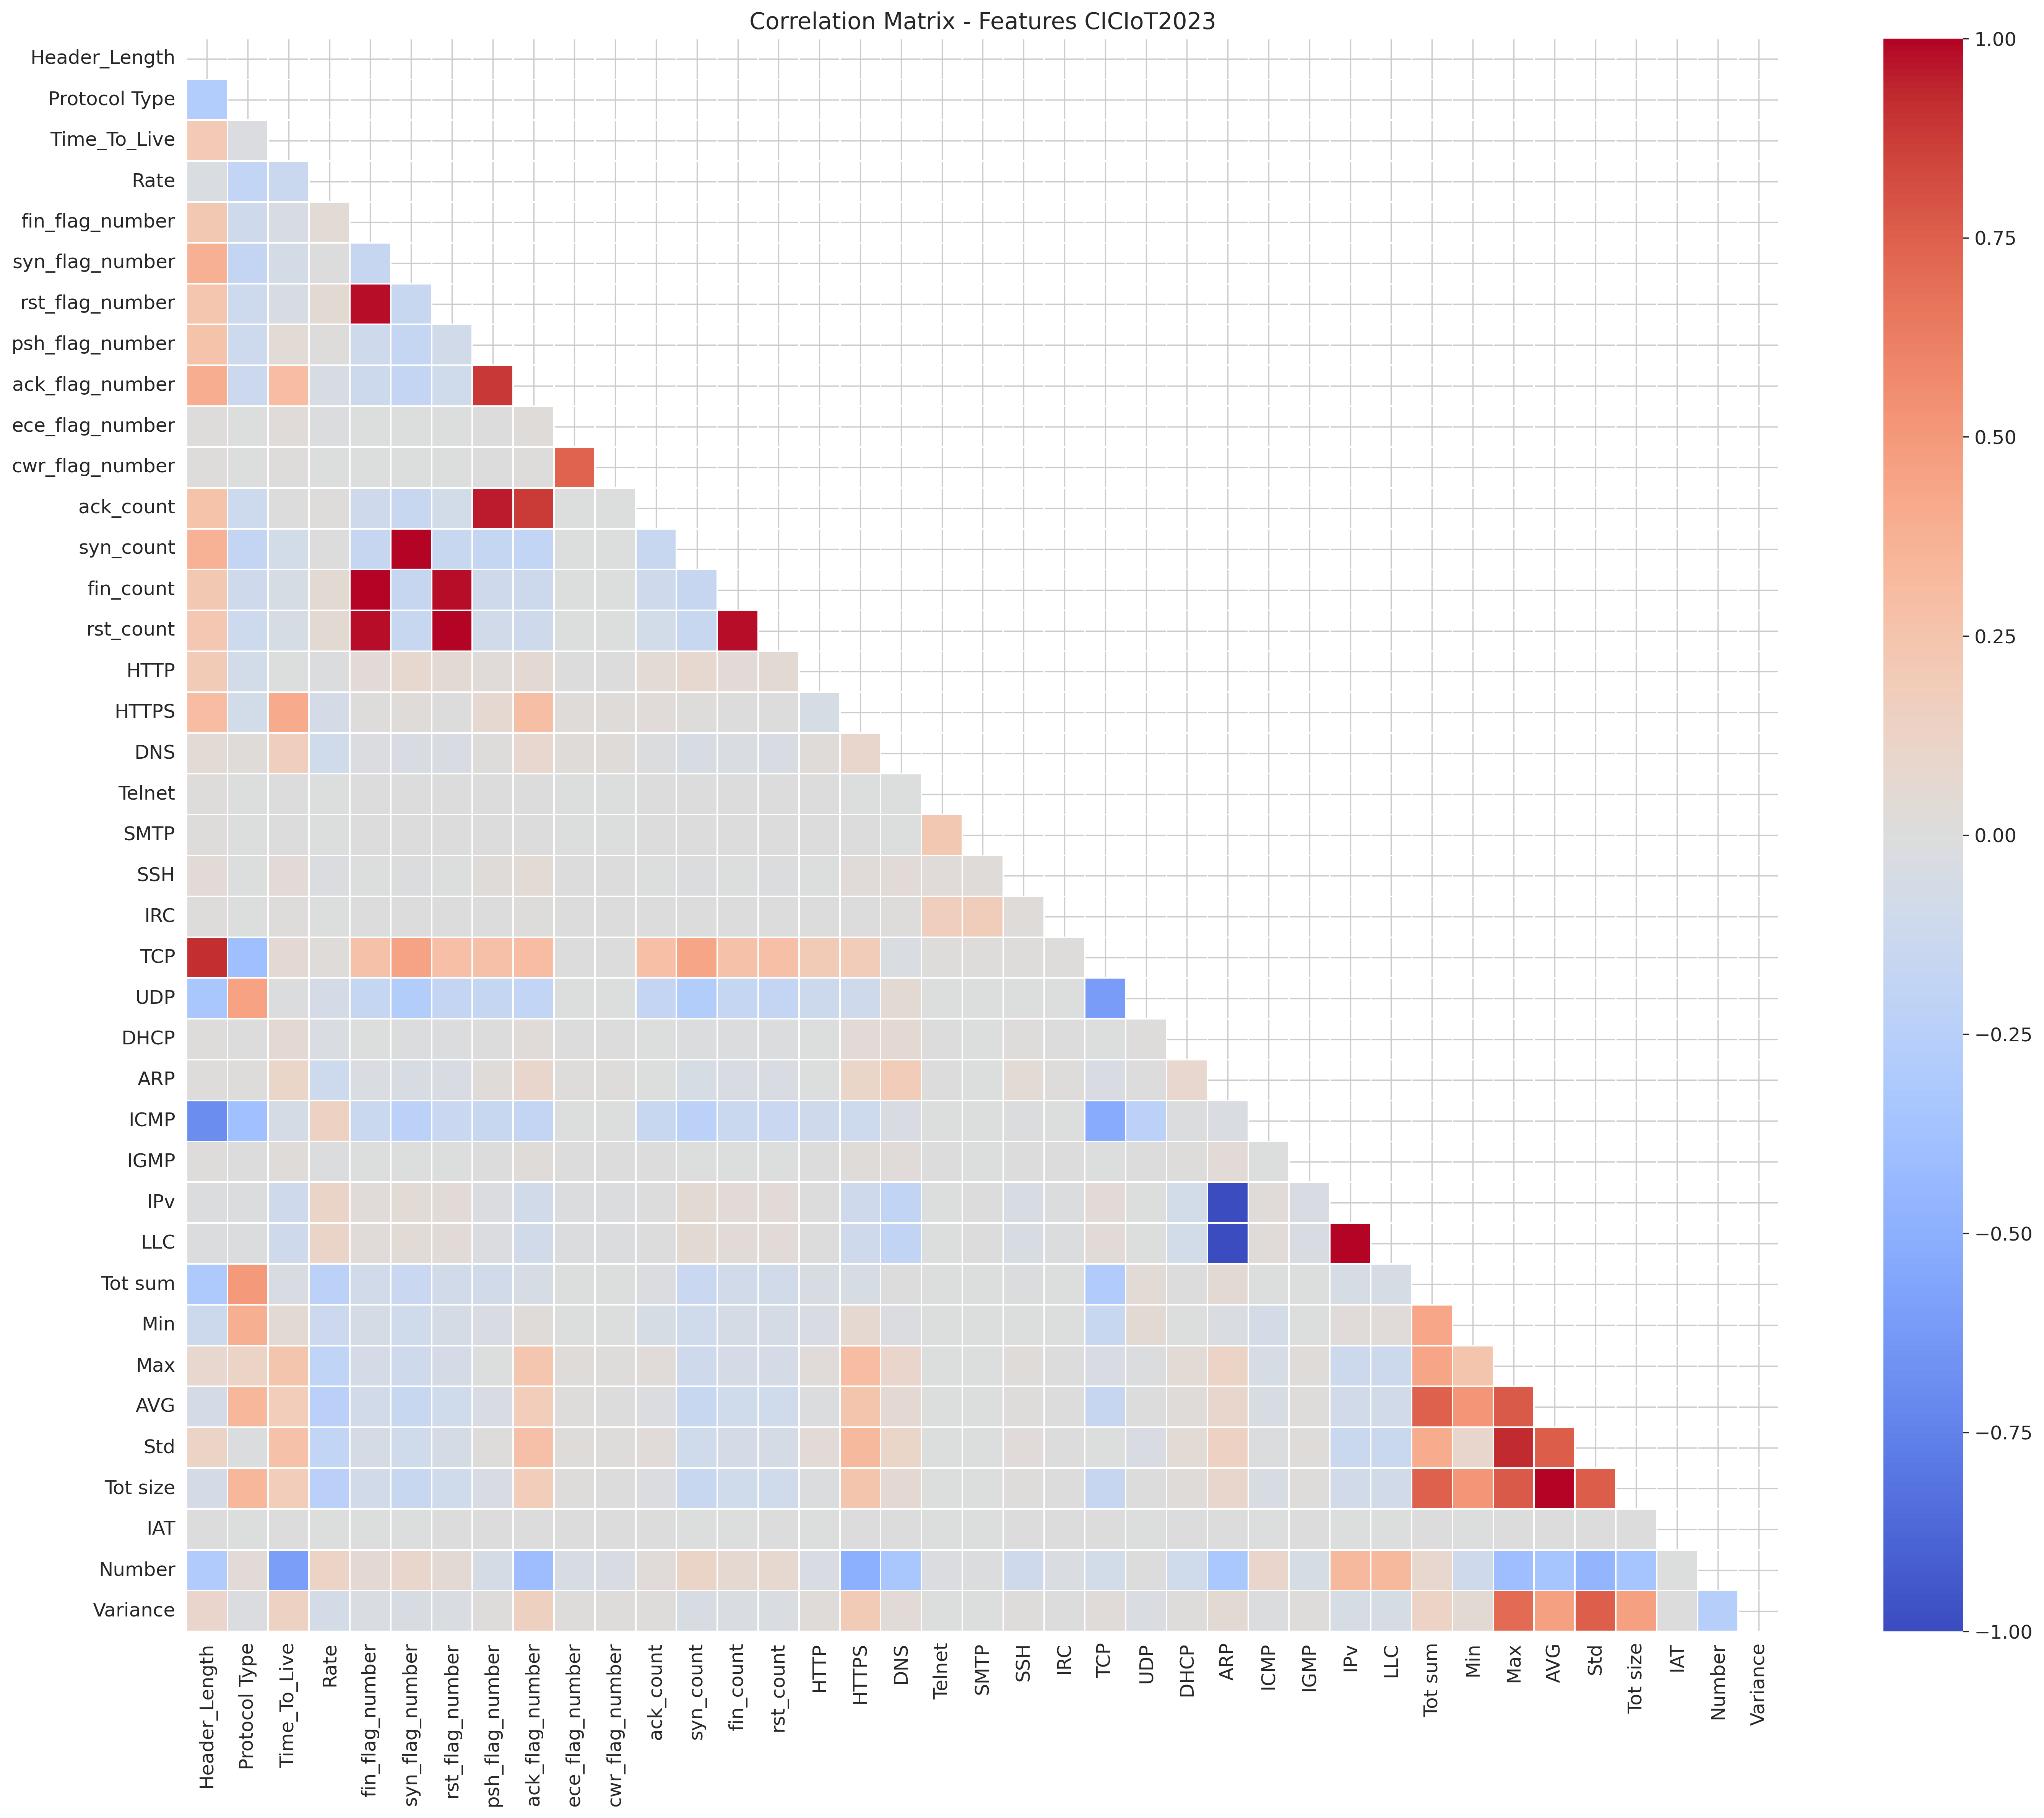 Correlation Matrix - Features CICIoT2023
Header_Length
Protocol Type
Time_To_Live
Rate
fin_flag_number
syn_flag_number
rst_flag_number
psh_flag_number
ack_flag_number
ece_flag_number
cwr_flag_number
ack_count
syn_count
fin_count
rst_count
HTTP
HTTPS
DNS
Telnet
SMTP
SSH
IRC
TCP
UDP
DHCP
ARP
ICMP
IGMP
IPv
LLC
Tot sum
Min
Max
AVG
Std
Tot size
IAT
Number
Variance
Header_Length
Protocol Type
Time_To_Live
Rate
fin_flag_number
syn_flag_number
rst_flag_number
psh_flag_number
ack_flag_number
ece_flag_number
cwr_flag_number
ack_count
syn_count
fin_count
rst_count
HTTP
HTTPS
DNS
Telnet
SMTP
SSH
IRC
TCP
UDP
DHCP
ARP
ICMP
IGMP
IPv
LLC
Tot sum
Min
Max
AVG
Std
Tot size
IAT
Number
Variance
1.00
0.75
0.50
0.25
0.00
−0.25
−0.50
−0.75
−1.00